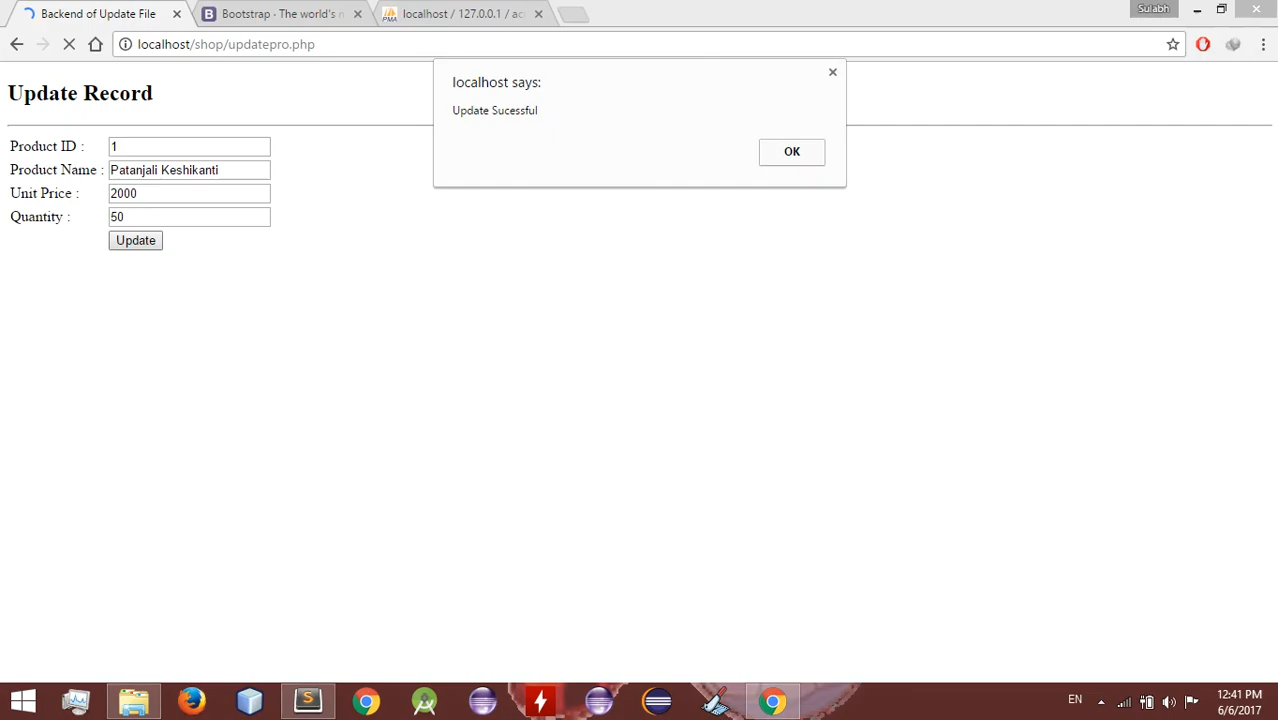 Backend of Update File
Bootstrap - The world's n
localhost / 127.0.0.1 / ac
Sulabh
localhost/shop/updatepro.php
localhost says:
Update Sucessful
OK
Update Record
Product ID : 1
Product Name : Patanjali Keshikanti
Unit Price : 2000
Quantity : 50
Update
EN
12:41 PM
6/6/2017